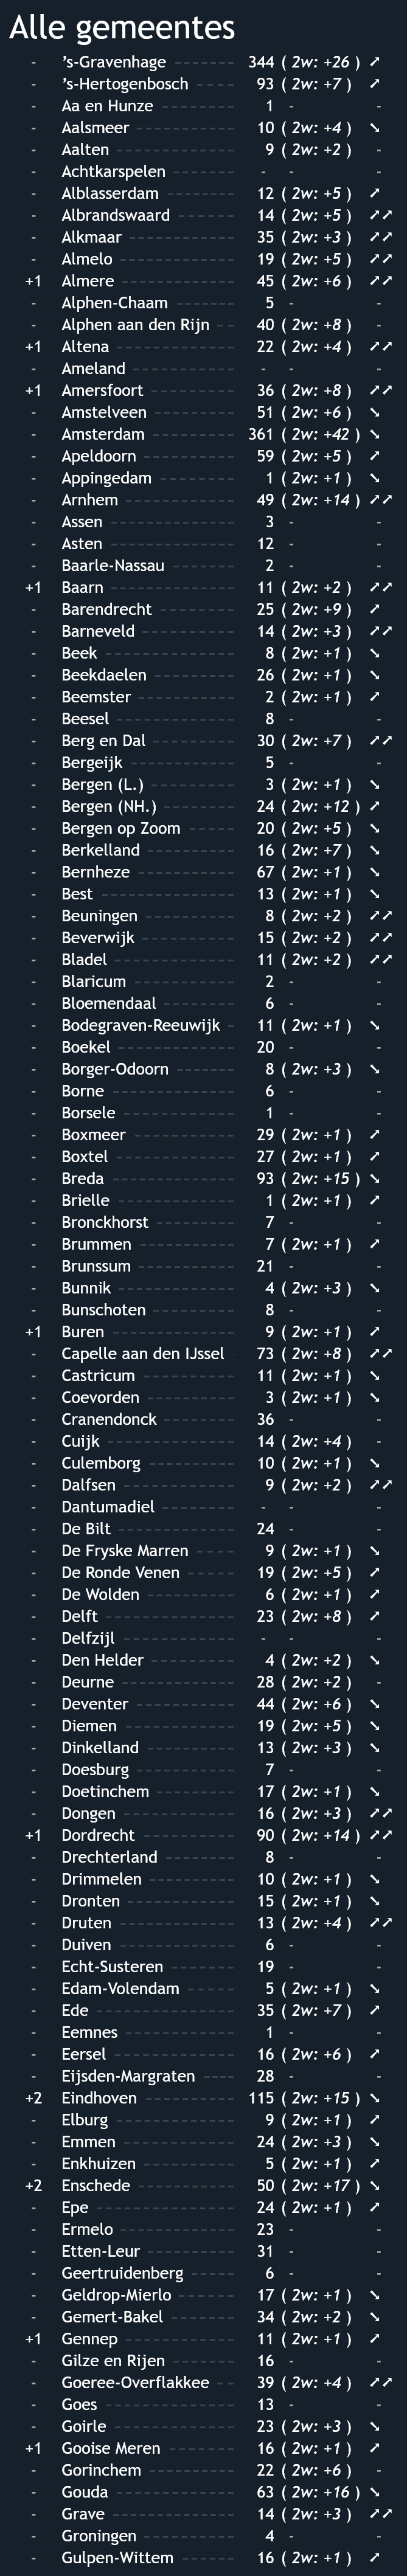 Alle gemeentes
- ’s-Gravenhage 344 ( 2w: +26 ) ➚
- ’s-Hertogenbosch 93 ( 2w: +7 ) ➚
- Aa en Hunze 1 - -
- Aalsmeer 10 ( 2w: +4 ) ➘
- Aalten 9 ( 2w: +2 ) -
- Achtkarspelen - - -
- Alblasserdam 12 ( 2w: +5 ) ➚
- Albrandswaard 14 ( 2w: +5 ) ➚➚
- Alkmaar 35 ( 2w: +3 ) ➚➚
- Almelo 19 ( 2w: +5 ) ➚➚
+1 Almere 45 ( 2w: +6 ) ➚➚
- Alphen-Chaam 5 - -
- Alphen aan den Rijn 40 ( 2w: +8 ) -
+1 Altena 22 ( 2w: +4 ) ➚➚
- Ameland - - -
+1 Amersfoort 36 ( 2w: +8 ) ➚➚
- Amstelveen 51 ( 2w: +6 ) ➘
- Amsterdam 361 ( 2w: +42 ) ➘
- Apeldoorn 59 ( 2w: +5 ) ➚
- Appingedam 1 ( 2w: +1 ) ➘
- Arnhem 49 ( 2w: +14 ) ➚➚
- Assen 3 - -
- Asten 12 - -
- Baarle-Nassau 2 - -
+1 Baarn 11 ( 2w: +2 ) ➚➚
- Barendrecht 25 ( 2w: +9 ) ➚
- Barneveld 14 ( 2w: +3 ) ➚➚
- Beek 8 ( 2w: +1 ) ➘
- Beekdaelen 26 ( 2w: +1 ) ➘
- Beemster 2 ( 2w: +1 ) ➚
- Beesel 8 - -
- Berg en Dal 30 ( 2w: +7 ) ➚➚
- Bergeijk 5 - -
- Bergen (L.) 3 ( 2w: +1 ) ➘
- Bergen (NH.) 24 ( 2w: +12 ) ➚
- Bergen op Zoom 20 ( 2w: +5 ) ➘
- Berkelland 16 ( 2w: +7 ) ➘
- Bernheze 67 ( 2w: +1 ) ➘
- Best 13 ( 2w: +1 ) ➘
- Beuningen 8 ( 2w: +2 ) ➚➚
- Beverwijk 15 ( 2w: +2 ) ➚➚
- Bladel 11 ( 2w: +2 ) ➚➚
- Blaricum 2 - -
- Bloemendaal 6 - -
- Bodegraven-Reeuwijk 11 ( 2w: +1 ) ➘
- Boekel 20 - -
- Borger-Odoorn 8 ( 2w: +3 ) ➘
- Borne 6 - -
- Borsele 1 - -
- Boxmeer 29 ( 2w: +1 ) ➚
- Boxtel 27 ( 2w: +1 ) ➚
- Breda 93 ( 2w: +15 ) ➘
- Brielle 1 ( 2w: +1 ) ➚
- Bronckhorst 7 - -
- Brummen 7 ( 2w: +1 ) ➚
- Brunssum 21 - -
- Bunnik 4 ( 2w: +3 ) ➘
- Bunschoten 8 - -
+1 Buren 9 ( 2w: +1 ) ➚
- Capelle aan den IJssel 73 ( 2w: +8 ) ➚➚
- Castricum 11 ( 2w: +1 ) ➘
- Coevorden 3 ( 2w: +1 ) ➘
- Cranendonck 36 - -
- Cuijk 14 ( 2w: +4 ) -
- Culemborg 10 ( 2w: +1 ) ➘
- Dalfsen 9 ( 2w: +2 ) ➚➚
- Dantumadiel - - -
- De Bilt 24 - -
- De Fryske Marren 9 ( 2w: +1 ) ➘
- De Ronde Venen 19 ( 2w: +5 ) ➚
- De Wolden 6 ( 2w: +1 ) ➚
- Delft 23 ( 2w: +8 ) ➚
- Delfzijl - - -
- Den Helder 4 ( 2w: +2 ) ➘
- Deurne 28 ( 2w: +2 ) -
- Deventer 44 ( 2w: +6 ) ➘
- Diemen 19 ( 2w: +5 ) ➘
- Dinkelland 13 ( 2w: +3 ) ➘
- Doesburg 7 - -
- Doetinchem 17 ( 2w: +1 ) ➘
- Dongen 16 ( 2w: +3 ) ➚➚
+1 Dordrecht 90 ( 2w: +14 ) ➚➚
- Drechterland 8 - -
- Drimmelen 10 ( 2w: +1 ) ➘
- Dronten 15 ( 2w: +1 ) ➘
- Druten 13 ( 2w: +4 ) ➚➚
- Duiven 6 - -
- Echt-Susteren 19 - -
- Edam-Volendam 5 ( 2w: +1 ) ➘
- Ede 35 ( 2w: +7 ) ➚
- Eemnes 1 - -
- Eersel 16 ( 2w: +6 ) ➚
- Eijsden-Margraten 28 - -
+2 Eindhoven 115 ( 2w: +15 ) ➘
- Elburg 9 ( 2w: +1 ) ➚
- Emmen 24 ( 2w: +3 ) ➘
- Enkhuizen 5 ( 2w: +1 ) ➚
+2 Enschede 50 ( 2w: +17 ) ➘
- Epe 24 ( 2w: +1 ) ➚
- Ermelo 23 - -
- Etten-Leur 31 - -
- Geertruidenberg 6 - -
- Geldrop-Mierlo 17 ( 2w: +1 ) ➘
- Gemert-Bakel 34 ( 2w: +2 ) ➘
+1 Gennep 11 ( 2w: +1 ) ➚
- Gilze en Rijen 16 - -
- Goeree-Overflakkee 39 ( 2w: +4 ) ➚➚
- Goes 13 - -
- Goirle 23 ( 2w: +3 ) ➘
+1 Gooise Meren 16 ( 2w: +1 ) ➚
- Gorinchem 22 ( 2w: +6 ) -
- Gouda 63 ( 2w: +16 ) ➘
- Grave 14 ( 2w: +3 ) ➚➚
- Groningen 4 - -
- Gulpen-Wittem 16 ( 2w: +1 ) ➚